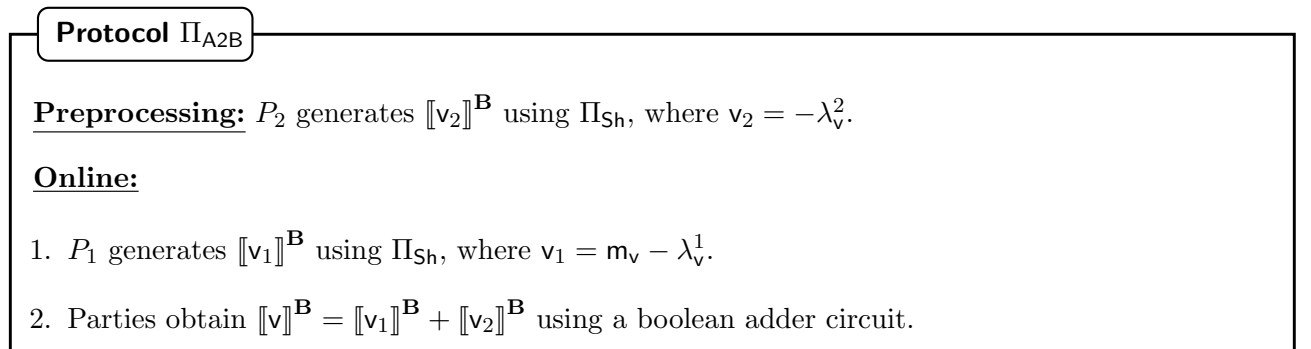 Protocol Π_A2B
Preprocessing: P_2 generates ⟦v_2⟧^B using Π_Sh, where v_2 = −λ_v^2.
Online:
1. P_1 generates ⟦v_1⟧^B using Π_Sh, where v_1 = m_v − λ_v^1.
2. Parties obtain ⟦v⟧^B = ⟦v_1⟧^B + ⟦v_2⟧^B using a boolean adder circuit.